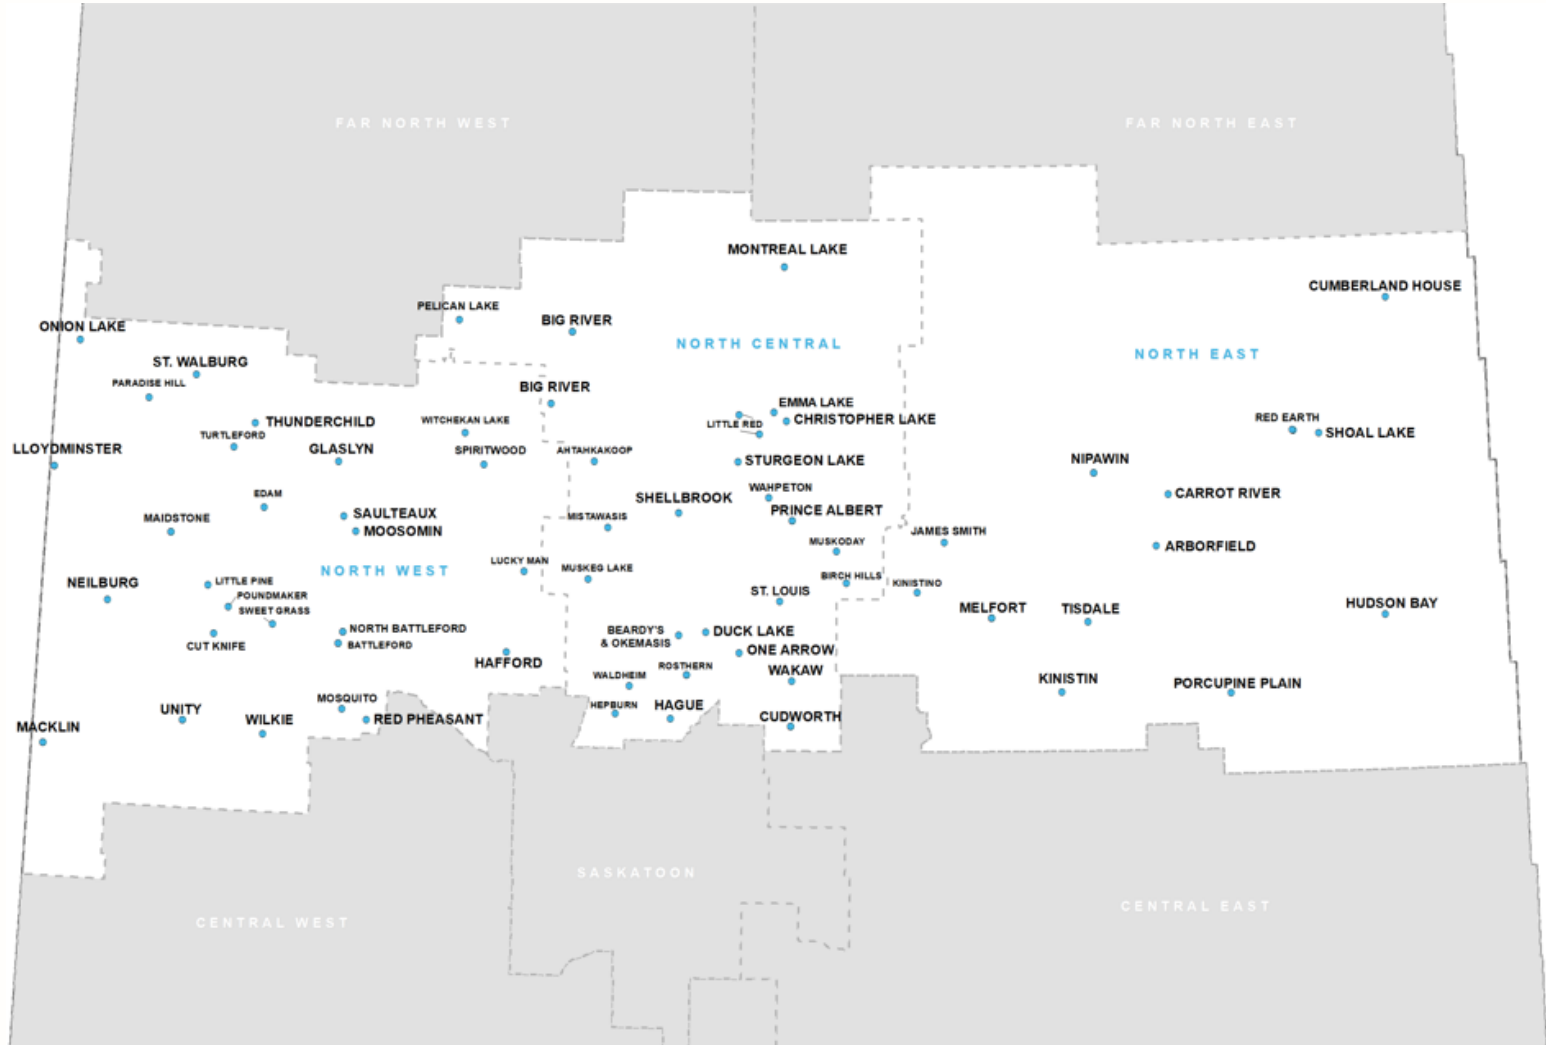 FAR NORTH WEST
FAR NORTH EAST
MONTREAL LAKE
CUMBERLAND HOUSE
PELICAN LAKE
BIG RIVER
ONION LAKE
NORTH CENTRAL
NORTH EAST
ST. WALBURG
PARADISE HILL
BIG RIVER
EMMA LAKE
THUNDERCHILD
WITCHEKAN LAKE
LITTLE RED
CHRISTOPHER LAKE
RED EARTH
SHOAL LAKE
TURTLEFORD
LLOYDMINSTER
GLASLYN
SPIRITWOOD
AHTAHKAKOOP
STURGEON LAKE
NIPAWIN
EDAM
WAHPETON
SHELLBROOK
CARROT RIVER
MAIDSTONE
SAULTEAUX
MISTAWASIS
PRINCE ALBERT
MOOSOMIN
JAMES SMITH
MUSKODAY
ARBORFIELD
NORTH WEST
LUCKY MAN
MUSKEG LAKE
NEILBURG
LITTLE PINE
BIRCH HILLS
KINISTINO
POUNDMAKER
ST. LOUIS
SWEET GRASS
MELFORT
TISDALE
HUDSON BAY
NORTH BATTLEFORD
BEARDY'S
& OKEMASIS
DUCK LAKE
CUT KNIFE
BATTLEFORD
ONE ARROW
HAFFORD
ROSTHERN
WAKAW
WALDHEIM
KINISTIN
PORCUPINE PLAIN
MOSQUITO
HEPBURN
HAGUE
UNITY
WILKIE
RED PHEASANT
CUDWORTH
MACKLIN
SASKATOON
CENTRAL WEST
CENTRAL EAST